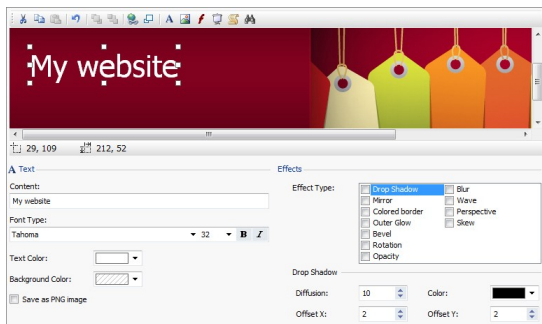 My website
29, 109 212, 52
A Text
Content:
My website
Font Type:
Tahoma 32 B I
Text Color:
Background Color:
Save as PNG image
Effects
Effect Type:
Drop Shadow Blur
Mirror Wave
Colored border Perspective
Outer Glow Skew
Bevel
Rotation
Opacity
Drop Shadow
Diffusion: 10 Color:
Offset X: 2 Offset Y: 2